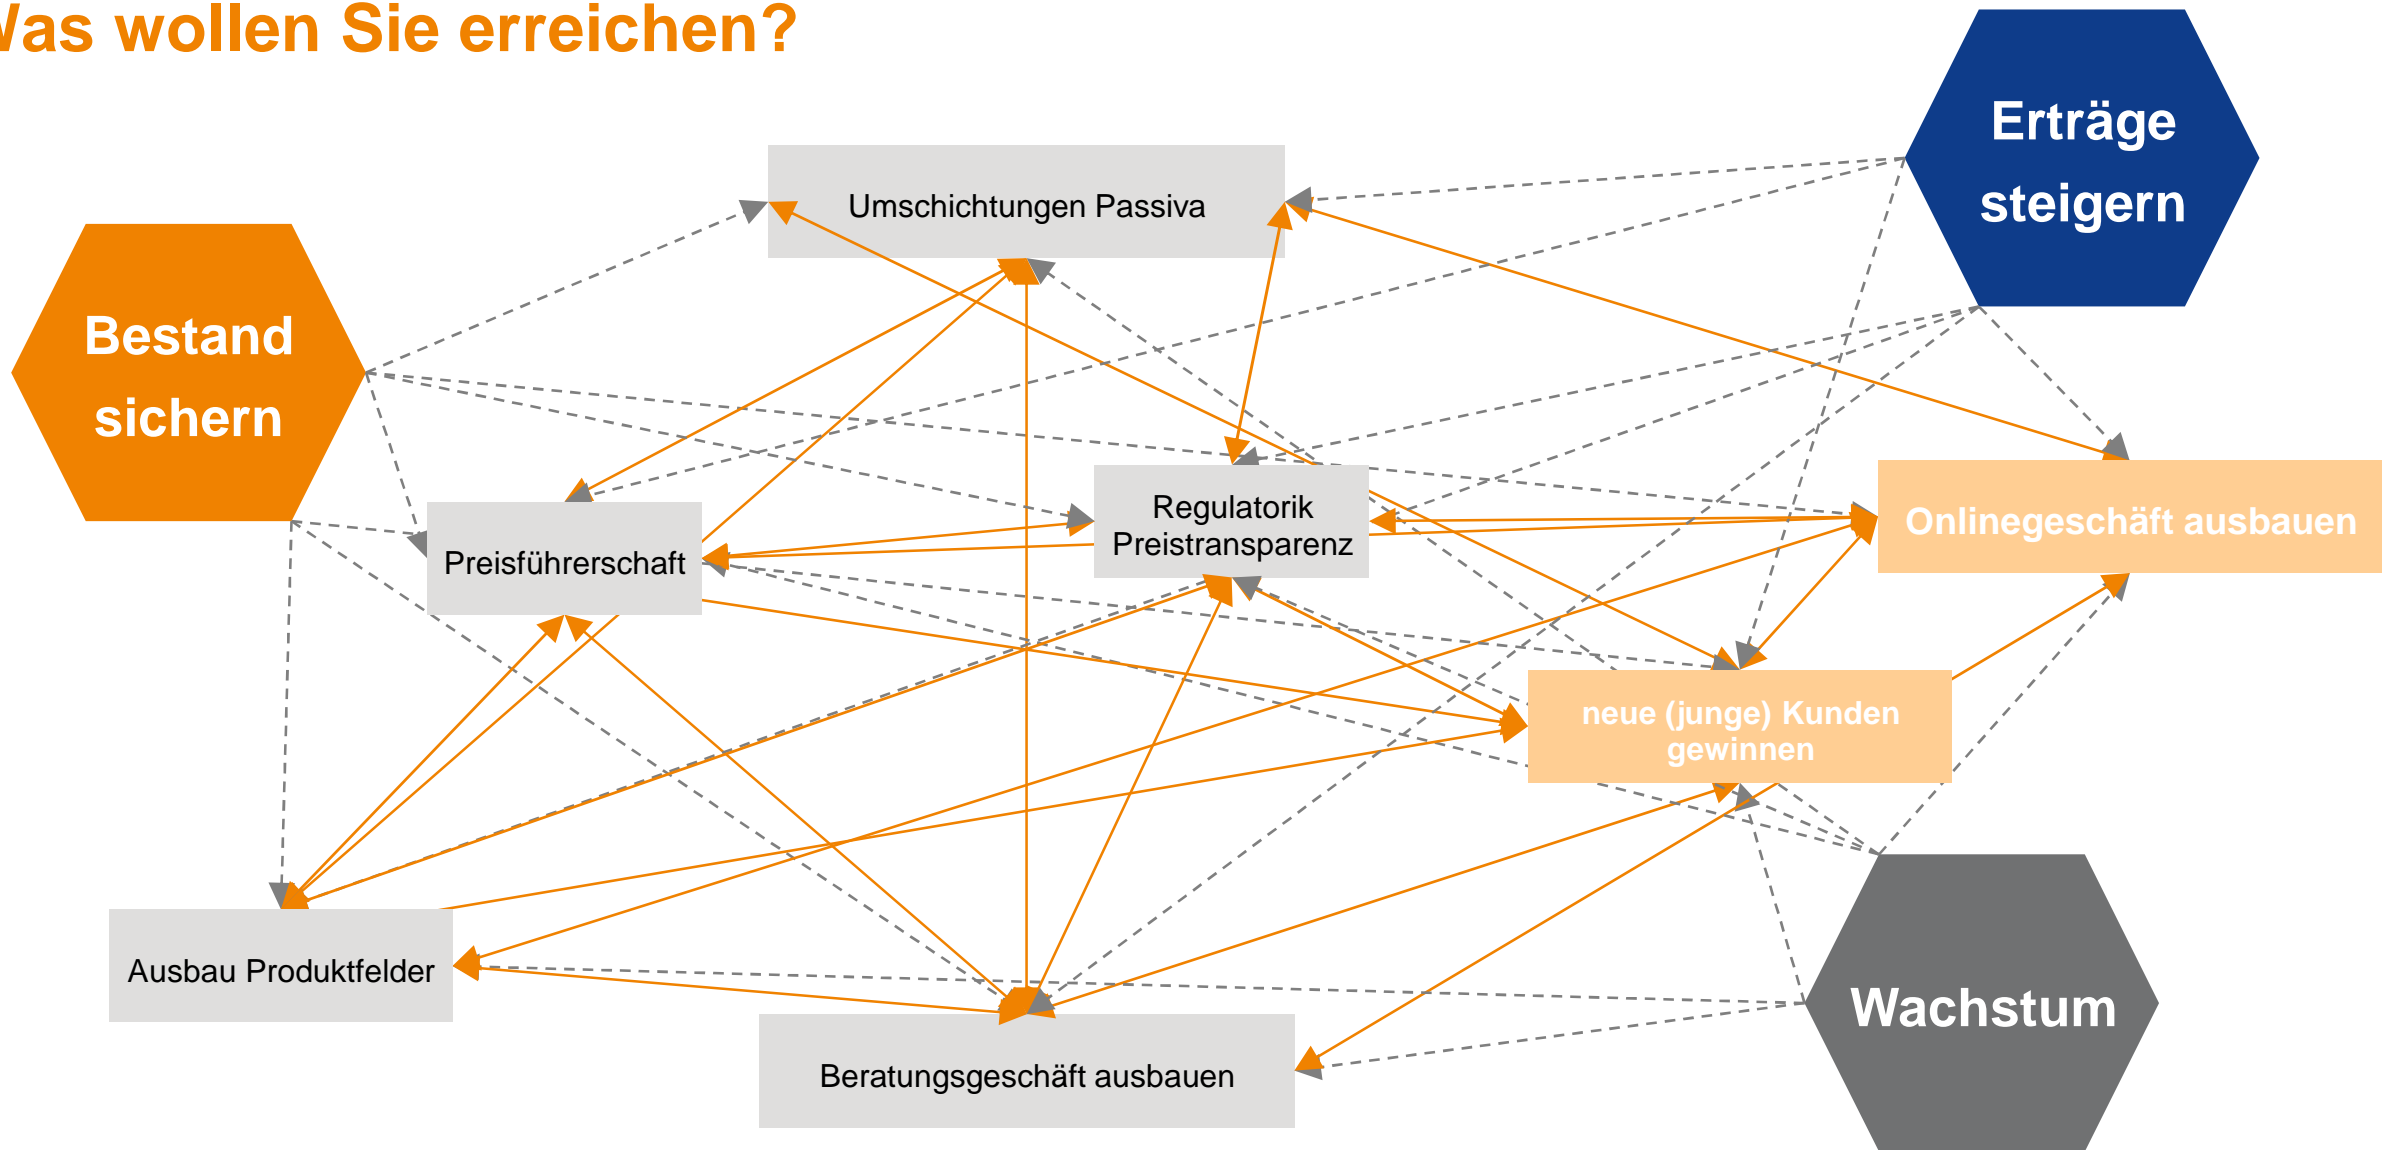 Was wollen Sie erreichen?
Erträge
steigern
Umschichtungen Passiva
Bestand
sichern
Regulatorik
Preistransparenz
Onlinegeschäft ausbauen
Preisführerschaft
neue (junge) Kunden
gewinnen
Ausbau Produktfelder
Wachstum
Beratungsgeschäft ausbauen